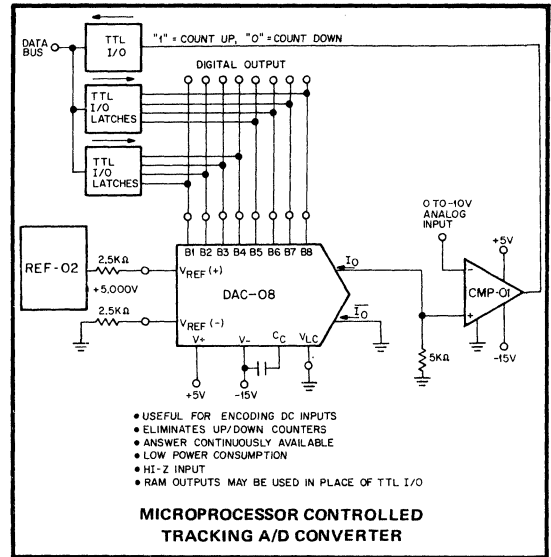 "1" = COUNT UP, "0" = COUNT DOWN
DATA
BUS
TTL
I/O
DIGITAL OUTPUT
TTL
I/O
LATCHES
TTL
I/O
LATCHES
0 TO -10V
ANALOG
INPUT
+5V
B1 B2 B3 B4 B5 B6 B7 B8
REF-02
2.5KΩ
+5.000V
VREF (+)
IO
CMP-01
DAC-08
2.5KΩ
VREF (-)
IO
V+ V- CC VLC
5KΩ
-15V
+5V
-15V
• USEFUL FOR ENCODING DC INPUTS
• ELIMINATES UP/DOWN COUNTERS
• ANSWER CONTINUOUSLY AVAILABLE
• LOW POWER CONSUMPTION
• HI-Z INPUT
• RAM OUTPUTS MAY BE USED IN PLACE OF TTL I/O
MICROPROCESSOR CONTROLLED
TRACKING A/D CONVERTER